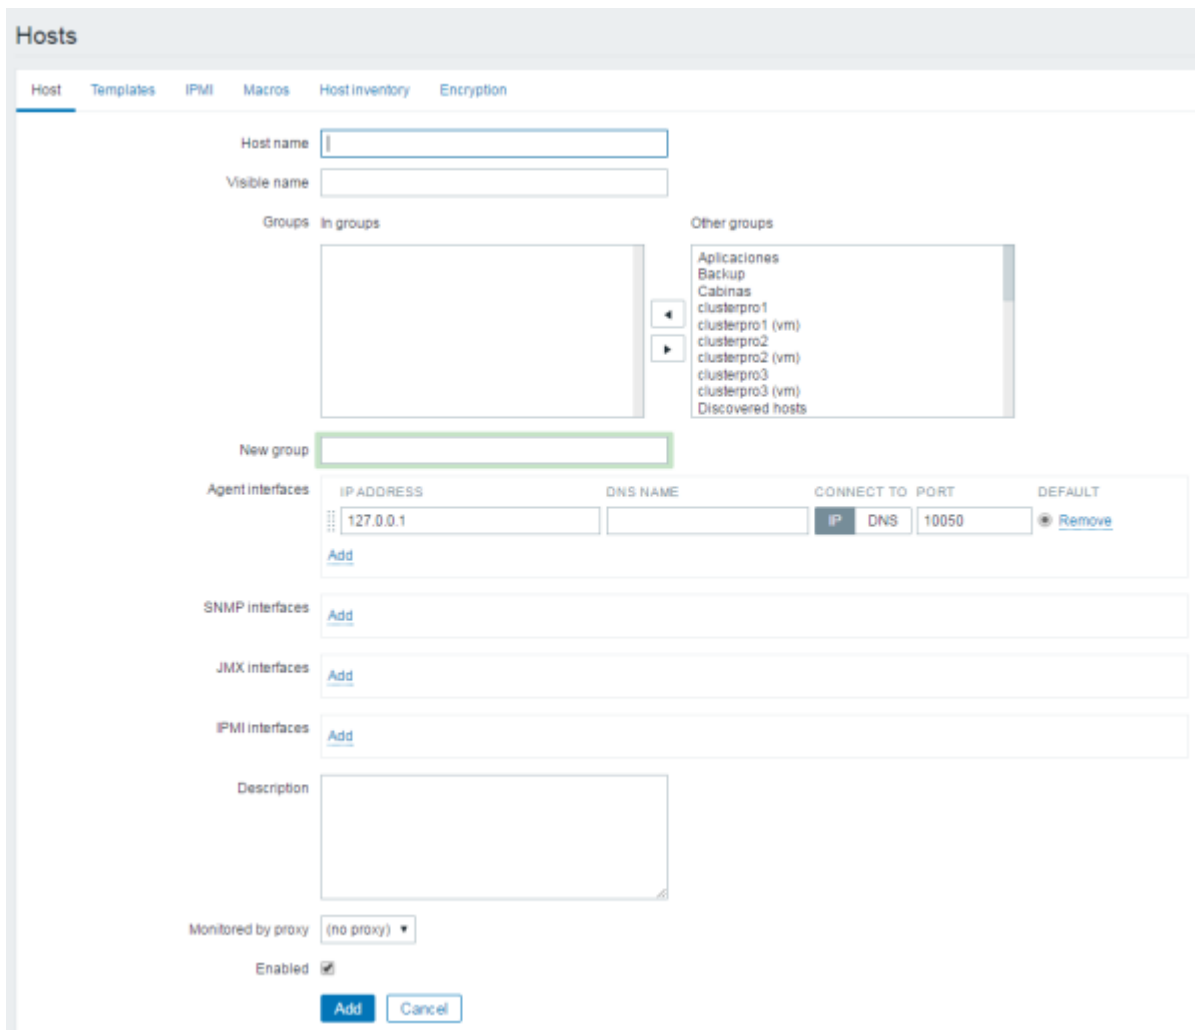 Hosts
Host Templates IPMI Macros Host inventory Encryption
Host name
Visible name
Groups In groups Other groups
Aplicaciones
Backup
Cabinas
clusterpro1
clusterpro1 (vm)
clusterpro2
clusterpro2 (vm)
clusterpro3
clusterpro3 (vm)
Discovered hosts
New group
Agent interfaces IP ADDRESS DNS NAME CONNECT TO PORT DEFAULT
127.0.0.1 IP DNS 10050 Remove
Add
SNMP interfaces Add
JMX interfaces Add
IPMI interfaces Add
Description
Monitored by proxy (no proxy)
Enabled
Add Cancel